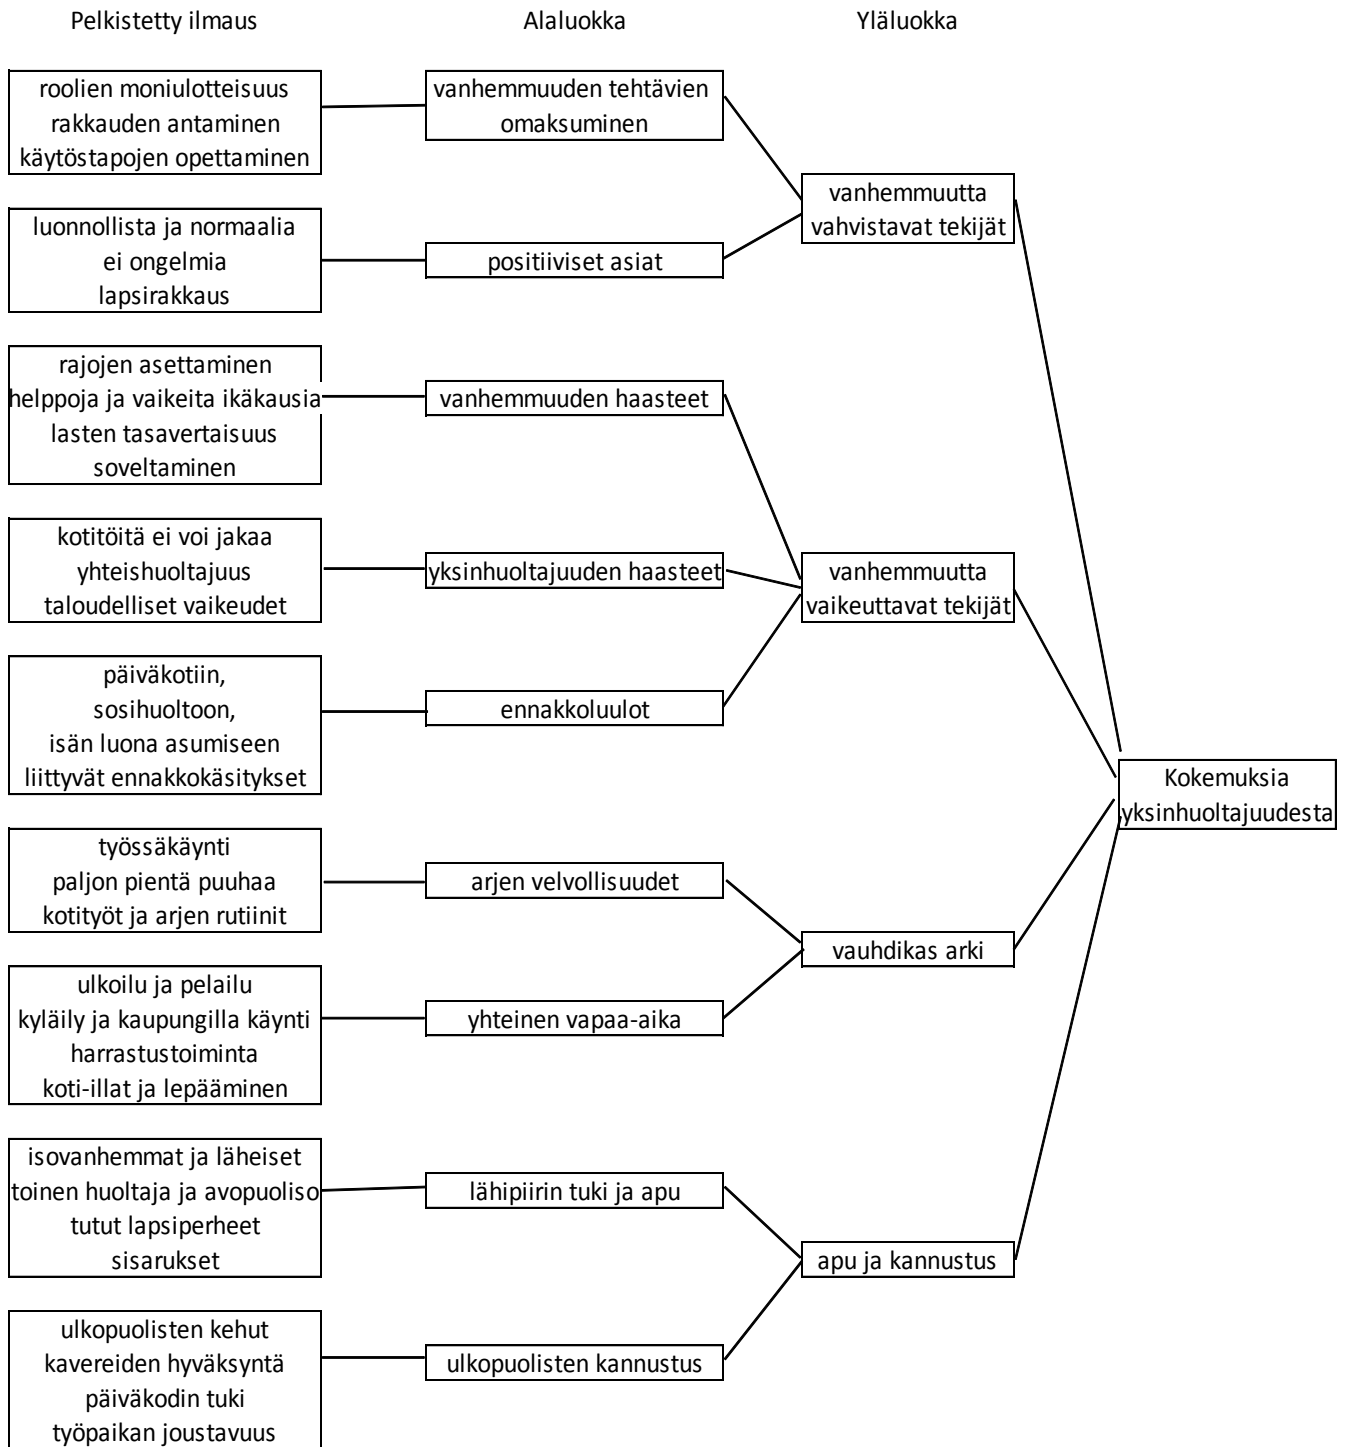 Pelkistetty ilmaus
Alaluokka
Yläluokka
roolien moniulotteisuus
rakkauden antaminen
käytöstapojen opettaminen
vanhemmuuden tehtävien
omaksuminen
vanhemmuutta
vahvistavat tekijät
luonnollista ja normaalia
ei ongelmia
lapsirakkaus
positiiviset asiat
rajojen asettaminen
helppoja ja vaikeita ikäkausia
lasten tasavertaisuus
soveltaminen
vanhemmuuden haasteet
kotitöitä ei voi jakaa
yhteishuoltajuus
taloudelliset vaikeudet
yksinhuoltajuuden haasteet
vanhemmuutta
vaikeuttavat tekijät
päiväkotiin,
sosihuoltoon,
isän luona asumiseen
liittyvät ennakkokäsitykset
ennakkoluulot
Kokemuksia
yksinhuoltajuudesta
työssäkäynti
paljon pientä puuhaa
kotityöt ja arjen rutiinit
arjen velvollisuudet
vauhdikas arki
ulkoilu ja pelailu
kyläily ja kaupungilla käynti
harrastustoiminta
koti-illat ja lepääminen
yhteinen vapaa-aika
isovanhemmat ja läheiset
toinen huoltaja ja avopuoliso
tutut lapsiperheet
sisarukset
lähipiirin tuki ja apu
apu ja kannustus
ulkopuolisten kehut
kavereiden hyväksyntä
päiväkodin tuki
työpaikan joustavuus
ulkopuolisten kannustus